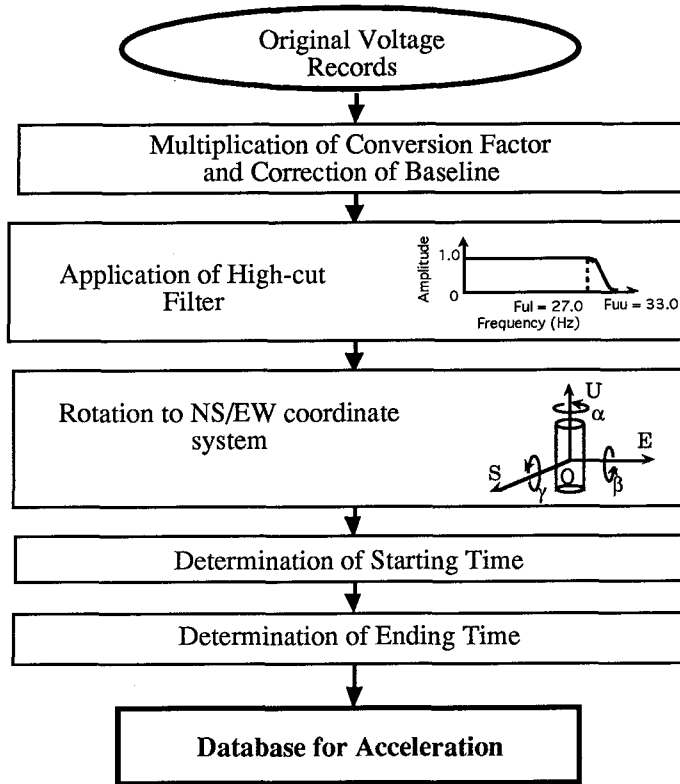 Original Voltage
Records
Multiplication of Conversion Factor
and Correction of Baseline
Application of High-cut
Filter
Amplitude
1.0
0
Ful = 27.0 Fuu = 33.0
Frequency (Hz)
Rotation to NS/EW coordinate
system
U
α
E
S
O
γ
β
Determination of Starting Time
Determination of Ending Time
Database for Acceleration